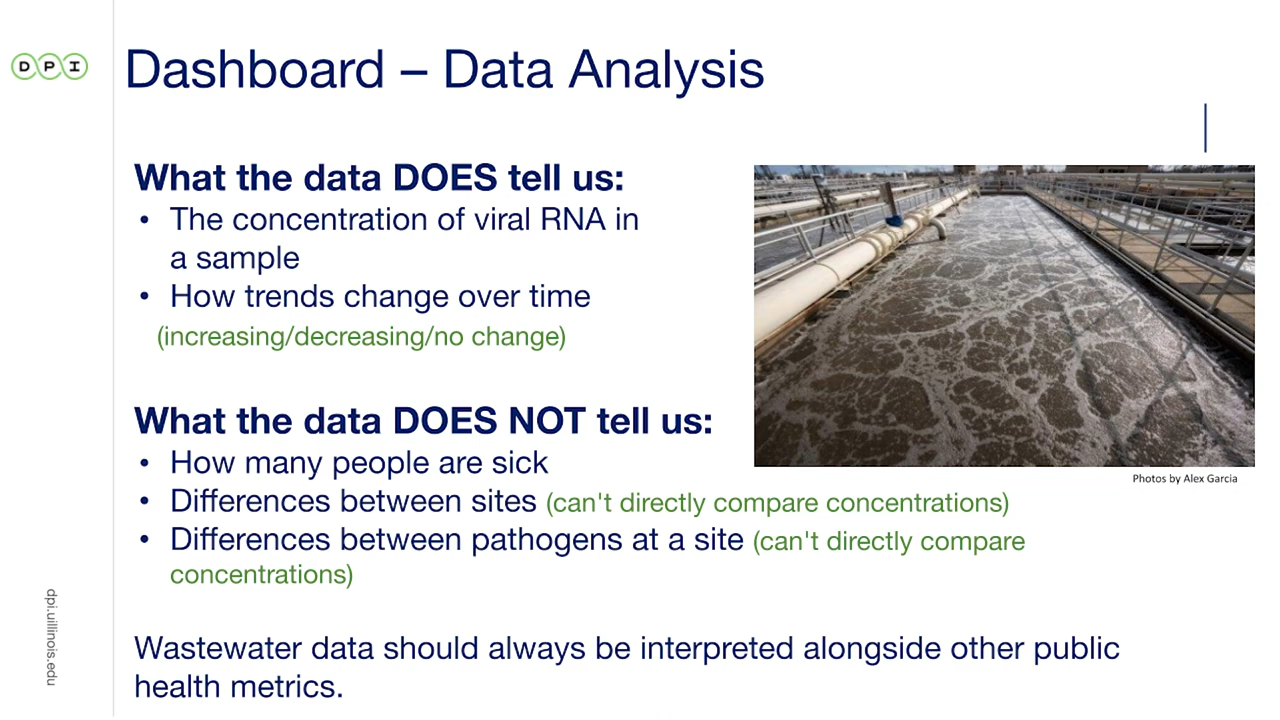 D P I
Dashboard – Data Analysis
What the data DOES tell us:
• The concentration of viral RNA in
a sample
• How trends change over time
(increasing/decreasing/no change)
What the data DOES NOT tell us:
• How many people are sick
• Differences between sites (can't directly compare concentrations)
• Differences between pathogens at a site (can't directly compare
concentrations)
Wastewater data should always be interpreted alongside other public
health metrics.
Photos by Alex Garcia
dpi.uillinois.edu